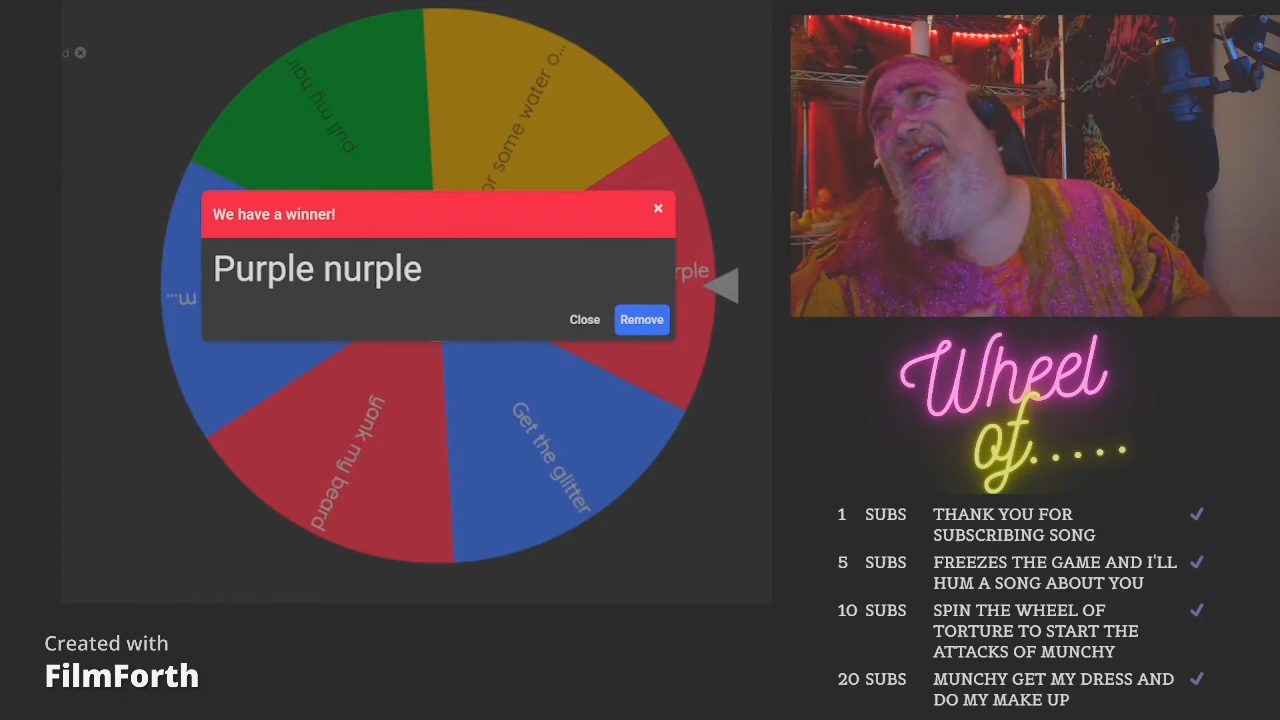 d
pull my hair
or some water o...
We have a winner!
Purple nurple
Close
Remove
rple
m...
yank my beard
Get the glitter
Wheel
of.....
1 SUBS THANK YOU FOR
SUBSCRIBING SONG
5 SUBS FREEZES THE GAME AND I'LL
HUM A SONG ABOUT YOU
10 SUBS SPIN THE WHEEL OF
TORTURE TO START THE
ATTACKS OF MUNCHY
20 SUBS MUNCHY GET MY DRESS AND
DO MY MAKE UP
Created with
FilmForth